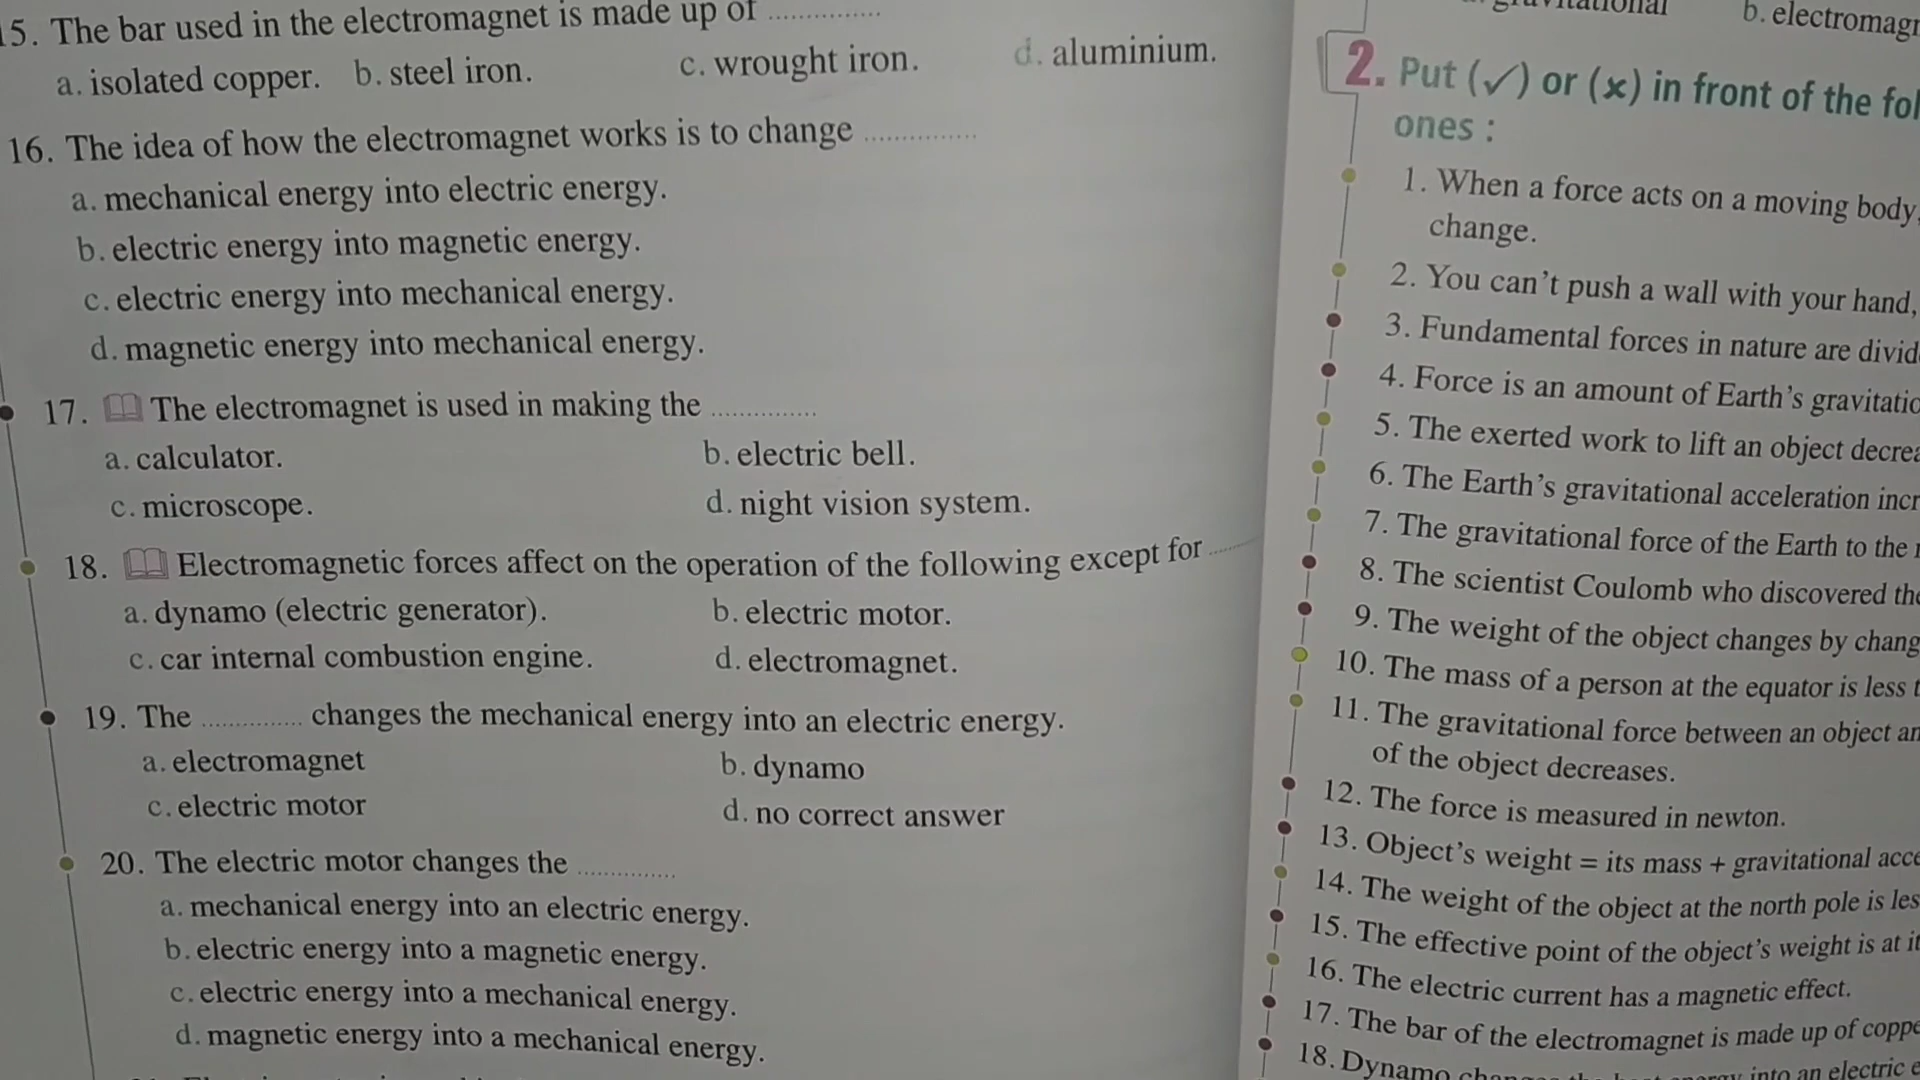 15. The bar used in the electromagnet is made up of ...............
a. isolated copper. b. steel iron. c. wrought iron. d. aluminium.
16. The idea of how the electromagnet works is to change ...............
a. mechanical energy into electric energy.
b. electric energy into magnetic energy.
c. electric energy into mechanical energy.
d. magnetic energy into mechanical energy.
17. The electromagnet is used in making the ..............
a. calculator. b. electric bell.
c. microscope. d. night vision system.
18. Electromagnetic forces affect on the operation of the following except for ..........
a. dynamo (electric generator). b. electric motor.
c. car internal combustion engine. d. electromagnet.
19. The .............. changes the mechanical energy into an electric energy.
a. electromagnet b. dynamo
c. electric motor d. no correct answer
20. The electric motor changes the ..............
a. mechanical energy into an electric energy.
b. electric energy into a magnetic energy.
c. electric energy into a mechanical energy.
d. magnetic energy into a mechanical energy.
b. electromagn
2. Put (✓) or (x) in front of the fol
ones :
1. When a force acts on a moving body,
change.
2. You can't push a wall with your hand,
3. Fundamental forces in nature are divid
4. Force is an amount of Earth's gravitatio
5. The exerted work to lift an object decrea
6. The Earth's gravitational acceleration incr
7. The gravitational force of the Earth to the
8. The scientist Coulomb who discovered the
9. The weight of the object changes by chang
10. The mass of a person at the equator is less t
11. The gravitational force between an object an
of the object decreases.
12. The force is measured in newton.
13. Object's weight = its mass + gravitational acce
14. The weight of the object at the north pole is les
15. The effective point of the object's weight is at it
16. The electric current has a magnetic effect.
17. The bar of the electromagnet is made up of coppe
18. Dynamo into an electric e